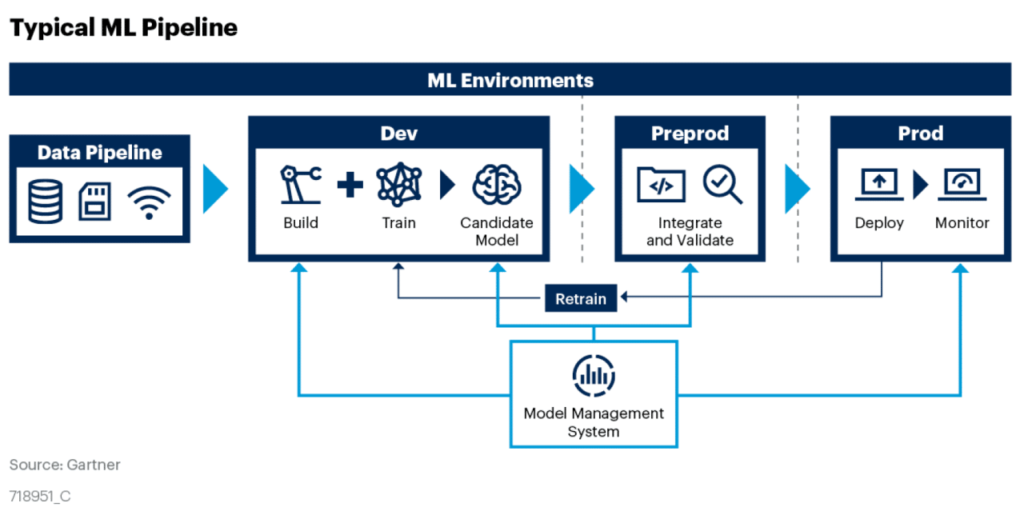 Typical ML Pipeline
ML Environments
Data Pipeline
Dev
Build
Train
Candidate
Model
Preprod
</>
Integrate
and Validate
Prod
Deploy
Monitor
Retrain
Model Management
System
Source: Gartner
718951_C